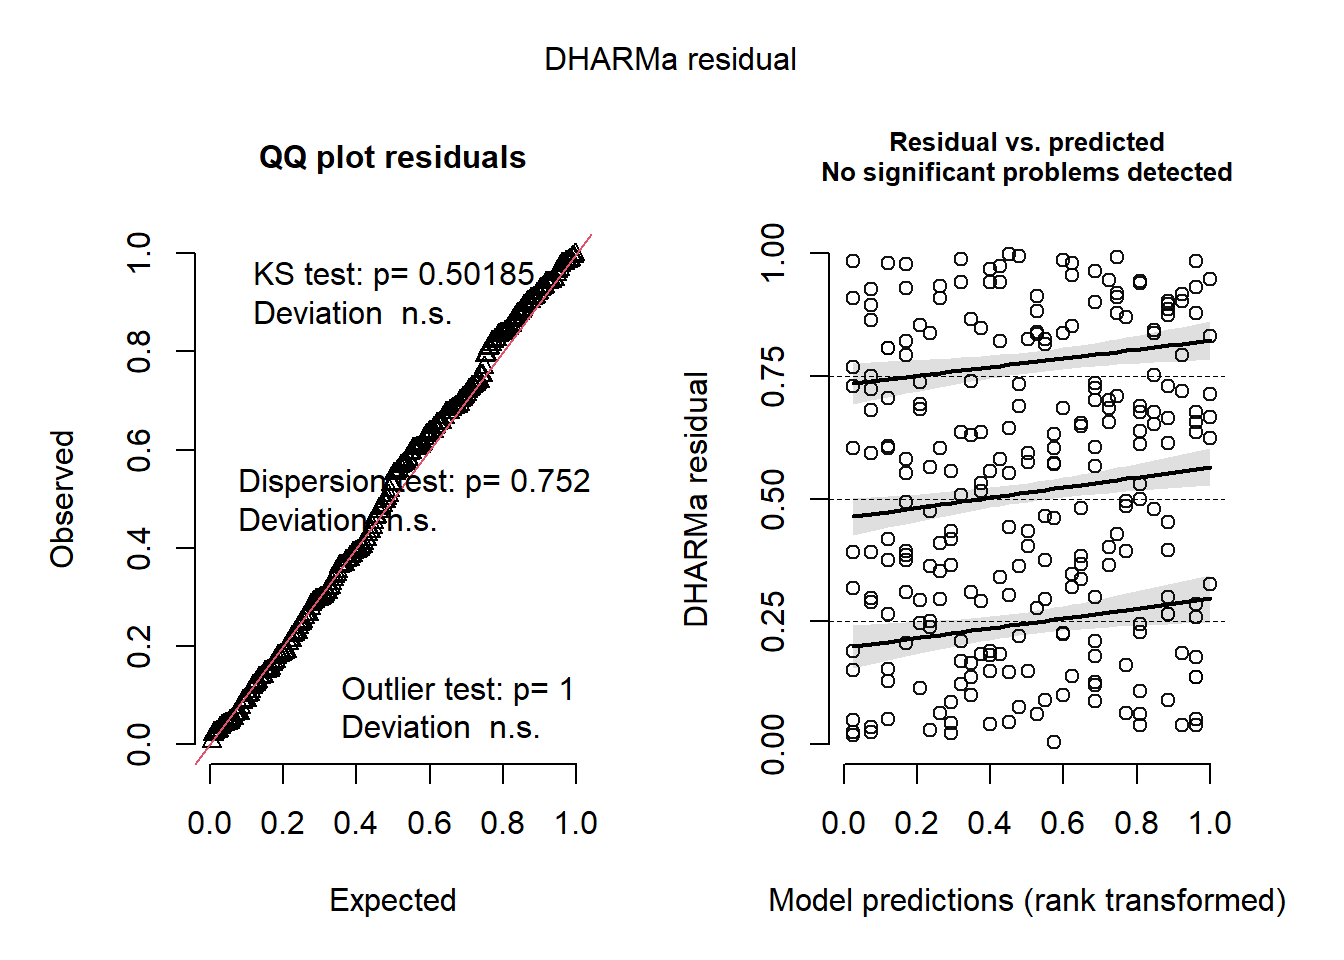 DHARMa residual
QQ plot residuals
KS test: p= 0.50185
Deviation  n.s.
Dispersion test: p= 0.752
Deviation n.s.
Outlier test: p= 1
Deviation  n.s.
Observed
1.0
0.8
0.6
0.4
0.2
0.0
0.0 0.2 0.4 0.6 0.8 1.0
Expected
Residual vs. predicted
No significant problems detected
DHARMa residual
1.00
0.75
0.50
0.25
0.00
0.0 0.2 0.4 0.6 0.8 1.0
Model predictions (rank transformed)